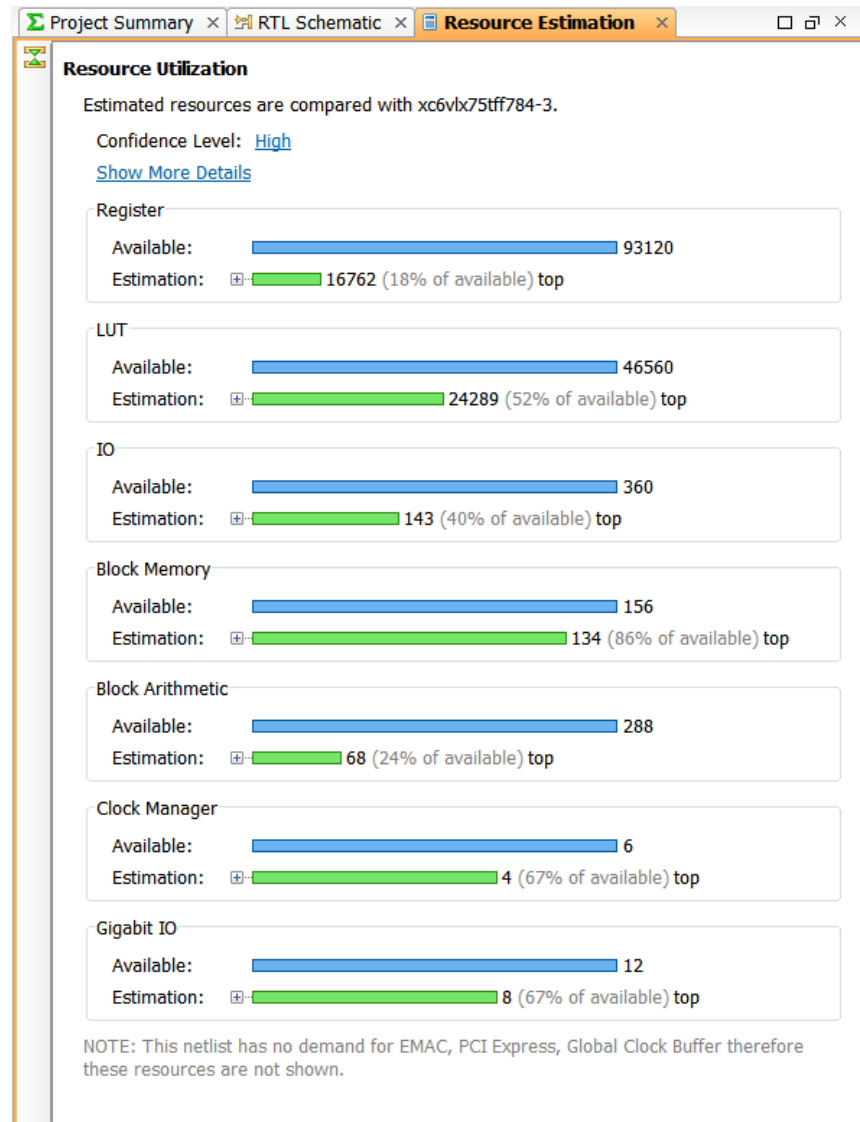 Project Summary RTL Schematic Resource Estimation
Resource Utilization
Estimated resources are compared with xc6vlx75tff784-3.
Confidence Level: High
Show More Details
Register
Available: 93120
Estimation: 16762 (18% of available) top
LUT
Available: 46560
Estimation: 24289 (52% of available) top
IO
Available: 360
Estimation: 143 (40% of available) top
Block Memory
Available: 156
Estimation: 134 (86% of available) top
Block Arithmetic
Available: 288
Estimation: 68 (24% of available) top
Clock Manager
Available: 6
Estimation: 4 (67% of available) top
Gigabit IO
Available: 12
Estimation: 8 (67% of available) top
NOTE: This netlist has no demand for EMAC, PCI Express, Global Clock Buffer therefore
these resources are not shown.